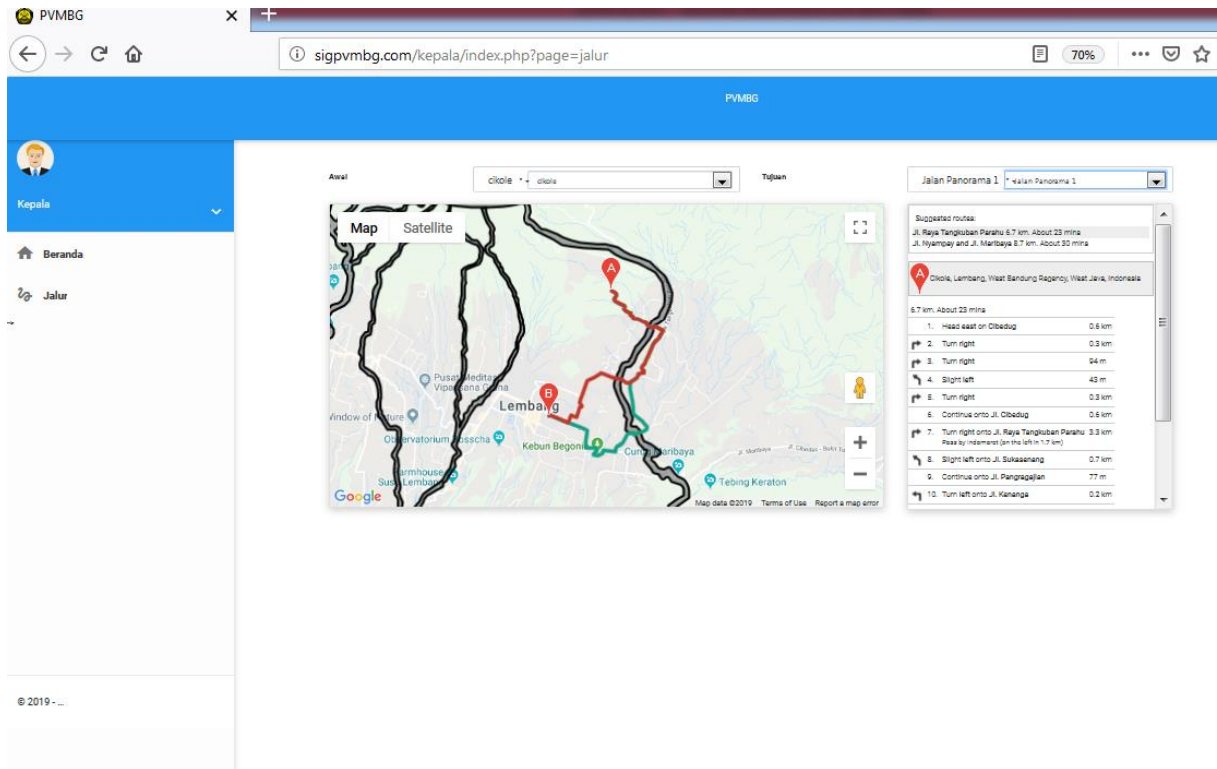 PVMBG
sigpvmbg.com/kepala/index.php?page=jalur
70%
PVMBG
Kepala
Beranda
Jalur
© 2019 - ...
Awal
cikole
cikole
Tujuan
Jalan Panorama 1
Jalan Panorama 1
Map
Satellite
Pusat Meditasi
Vipassana Graha
Lembang
Observatorium Bosscha
Kebun Begonia
Curug Maribaya
Jl. Maribaya
Tebing Keraton
Google
Map data ©2019
Terms of Use
Report a map error
Suggested routes:
Jl. Raya Tangkuban Parahu 6.7 km. About 23 mins
Jl. Nyampay and Jl. Maribaya 8.7 km. About 30 mins
A
Cikole, Lembang, West Bandung Regency, West Java, Indonesia
6.7 km. About 23 mins
1. Head east on Cibedug 0.6 km
2. Turn right 0.3 km
3. Turn right 94 m
4. Slight left 43 m
5. Turn right 0.3 km
6. Continue onto Jl. Cibedug 0.6 km
7. Turn right onto Jl. Raya Tangkuban Parahu 3.3 km
Pass by Indomaret (on the left in 1.7 km)
8. Slight left onto Jl. Sukasenang 0.7 km
9. Continue onto Jl. Pangragajian 77 m
10. Turn left onto Jl. Kananga 0.2 km
A
B